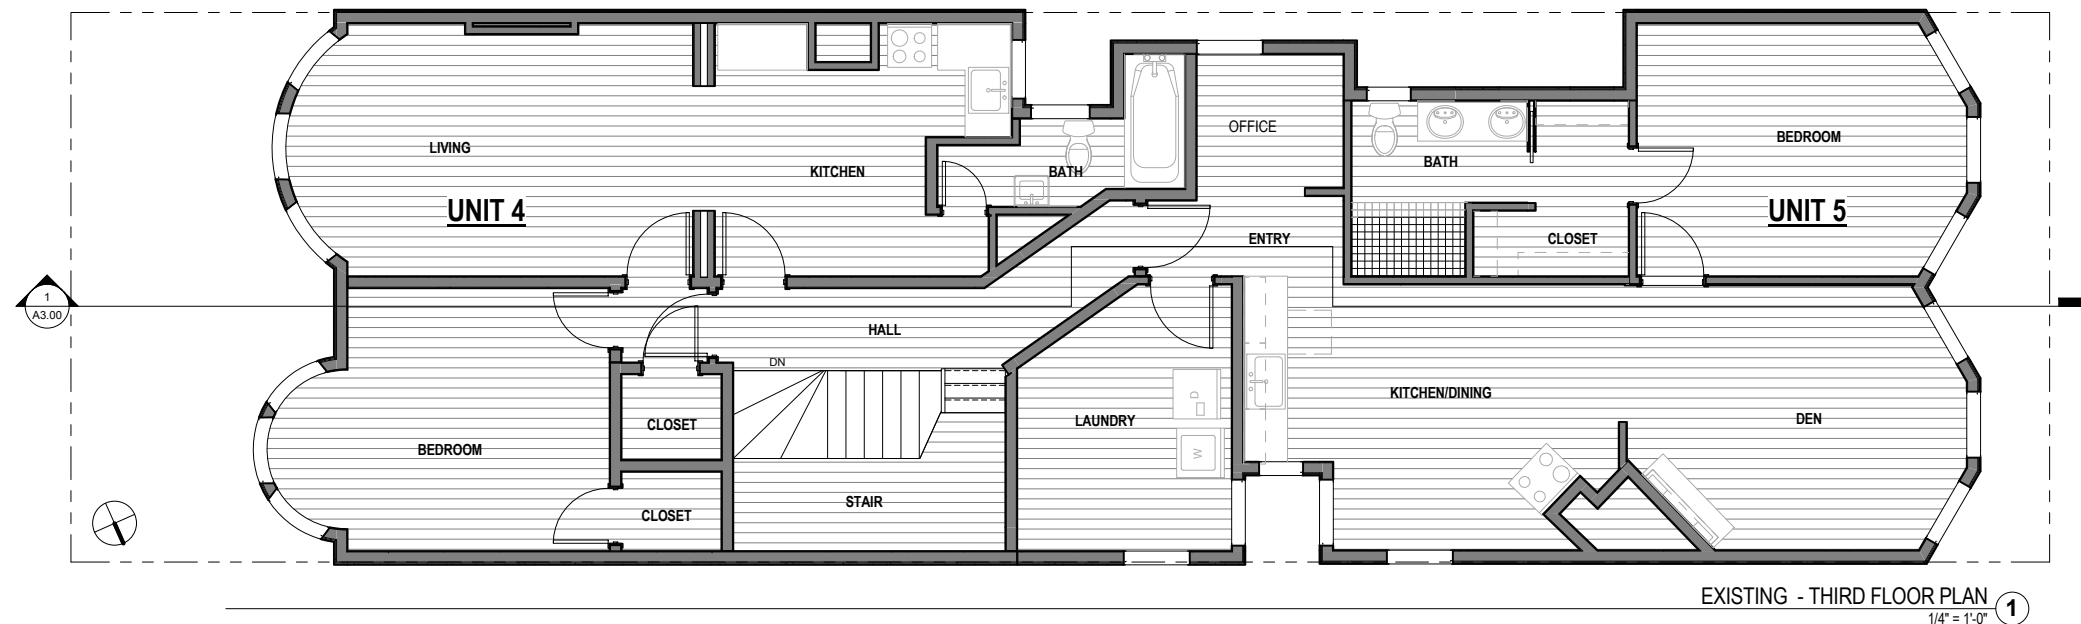 OFFICE
BEDROOM
LIVING
BATH
KITCHEN
BATH
UNIT 4
UNIT 5
ENTRY
CLOSET
1
A3.00
HALL
DN
KITCHEN/DINING
D
LAUNDRY
DEN
CLOSET
BEDROOM
W
STAIR
CLOSET
EXISTING - THIRD FLOOR PLAN
1
1/4" = 1'-0"